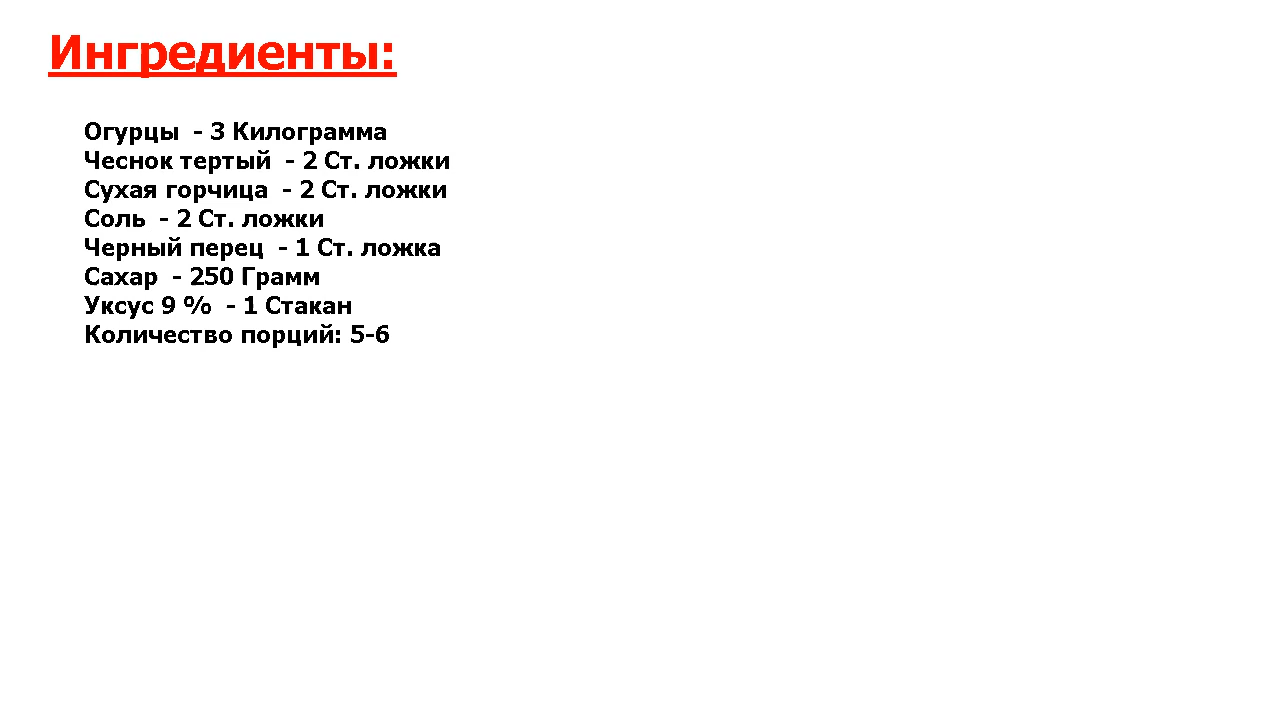 Ингредиенты:
Огурцы  - 3 Килограмма
Чеснок тертый  - 2 Ст. ложки
Сухая горчица  - 2 Ст. ложки
Соль  - 2 Ст. ложки
Черный перец  - 1 Ст. ложка
Сахар  - 250 Грамм
Уксус 9 %  - 1 Стакан
Количество порций: 5-6